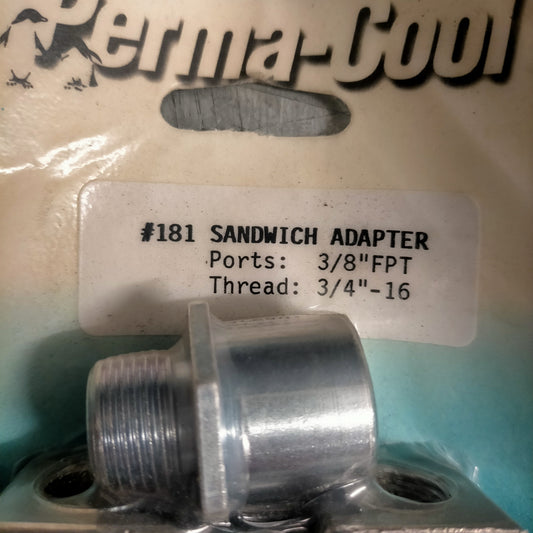 Perma-Cool
#181 SANDWICH ADAPTER
Ports: 3/8"FPT
Thread: 3/4"-16